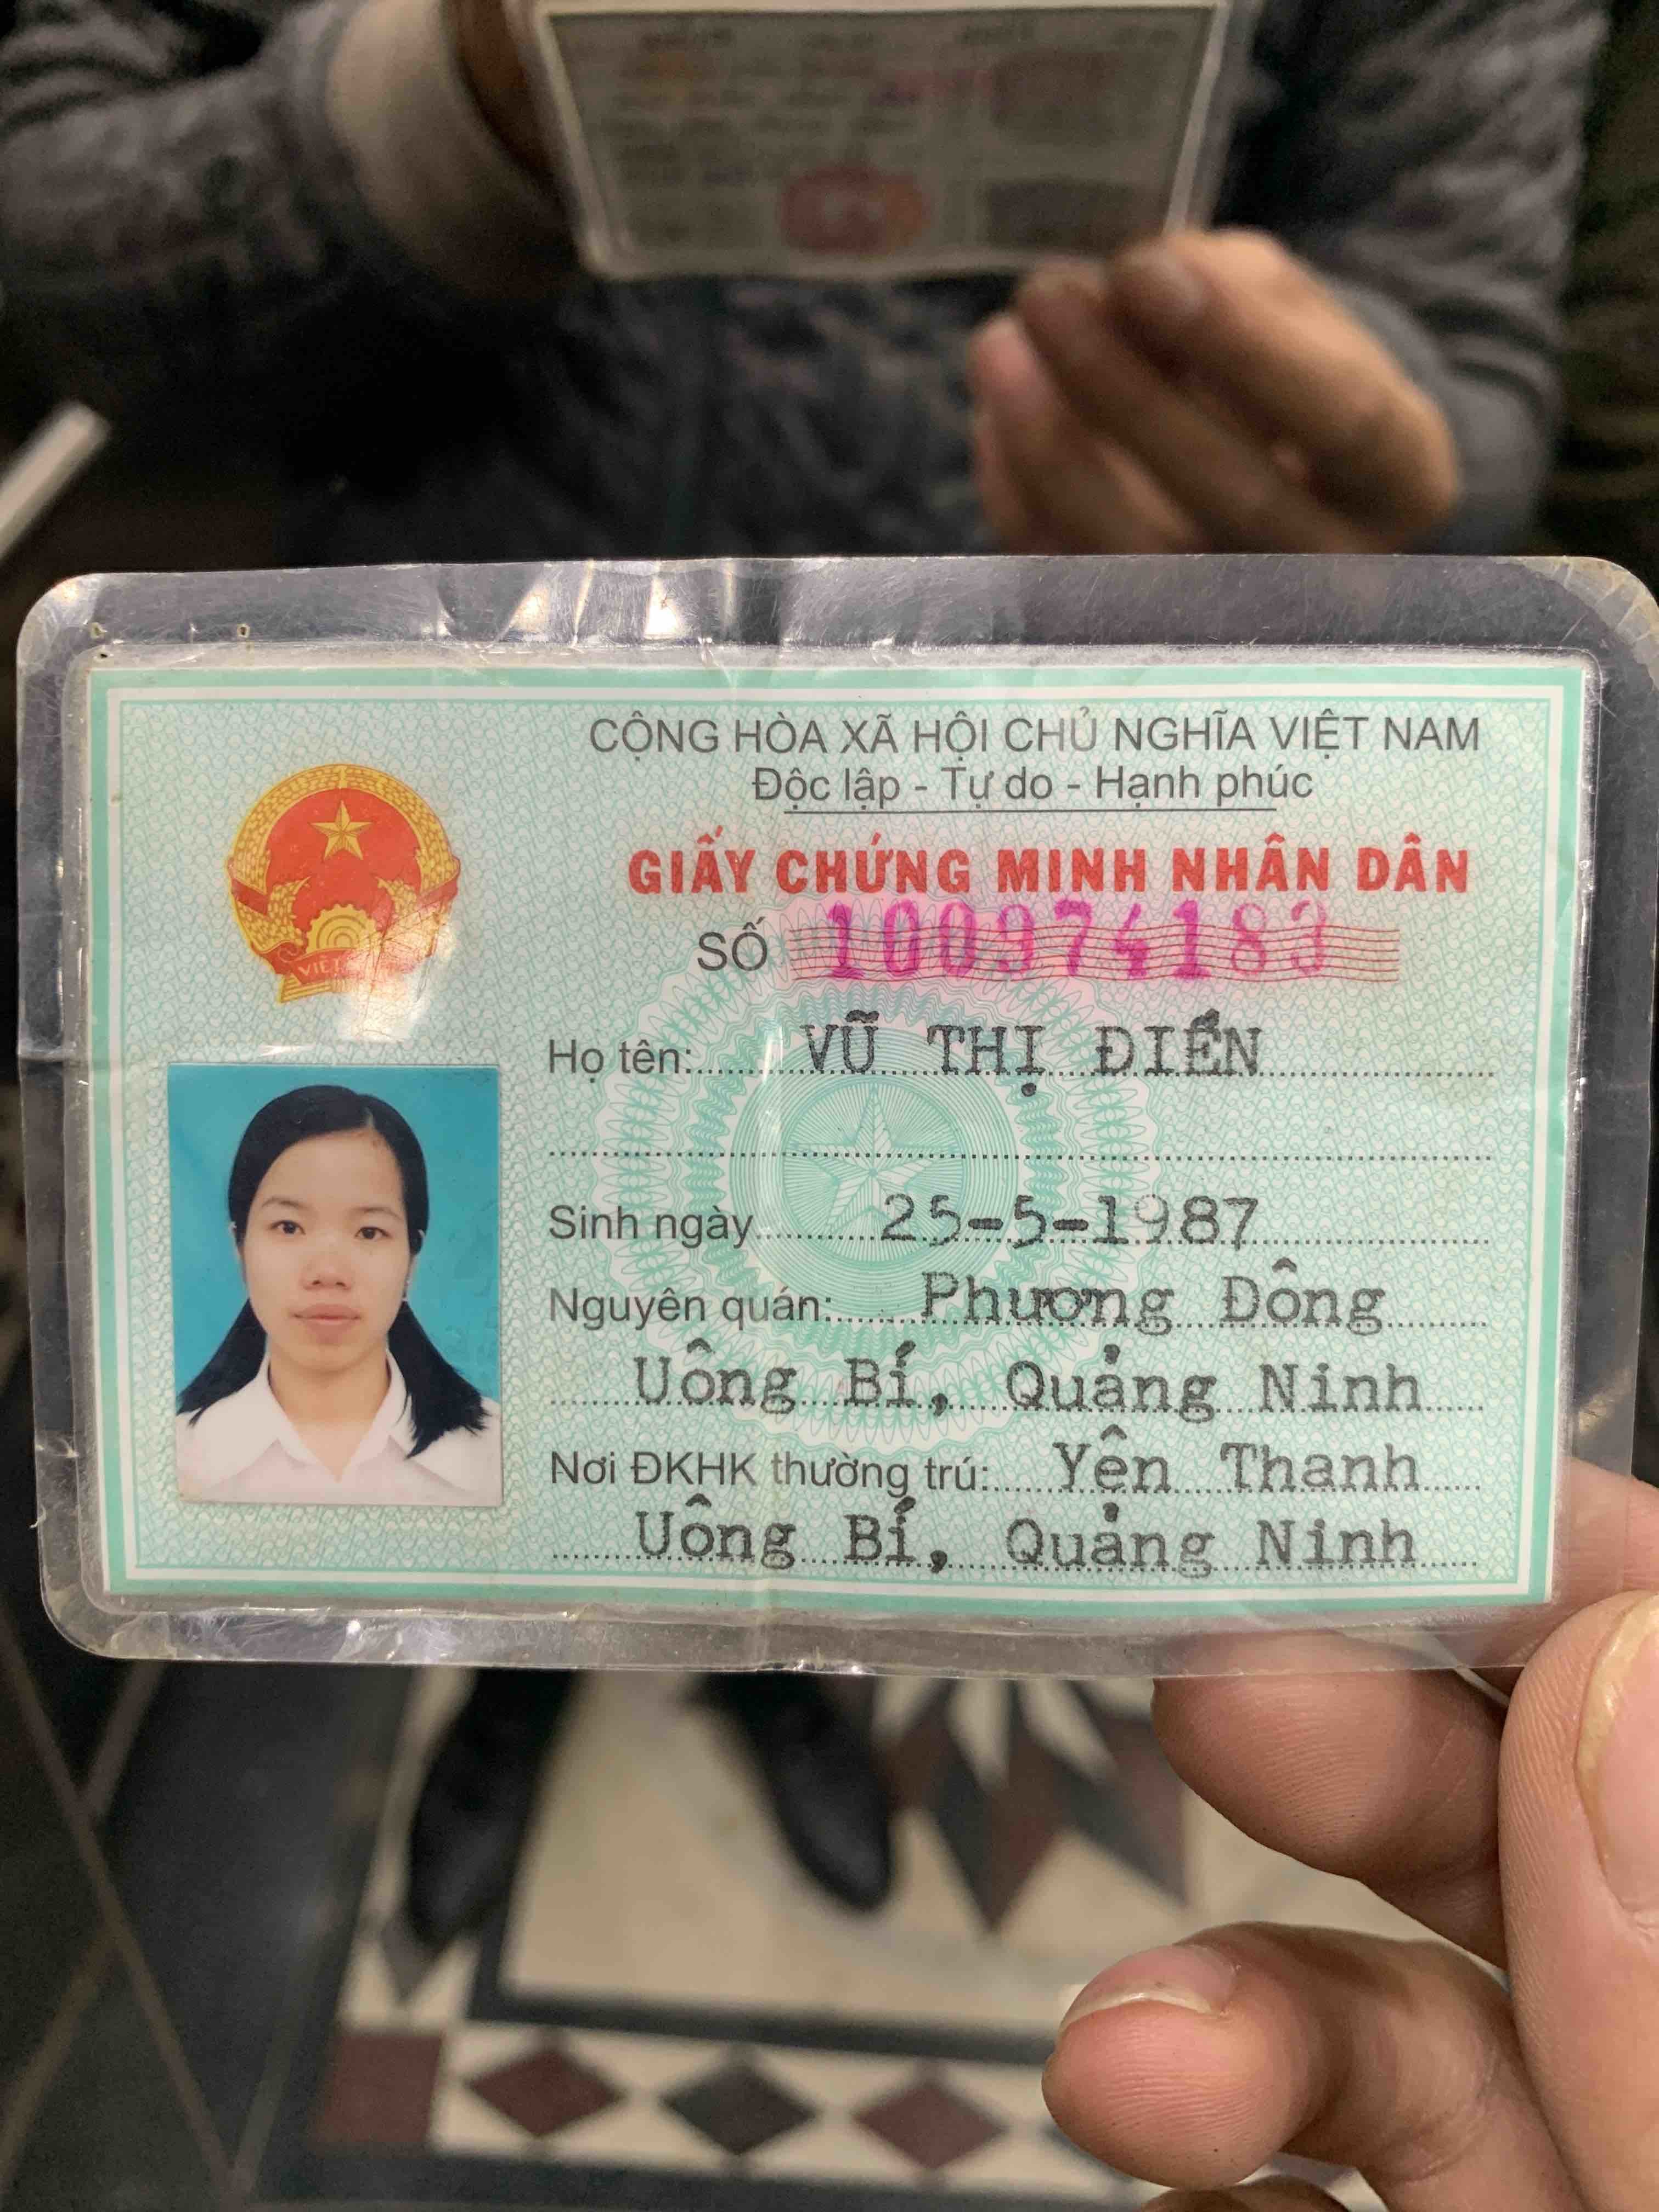 CỘNG HÒA XÃ HỘI CHỦ NGHĨA VIỆT NAM
Độc lập - Tự do - Hạnh phúc
GIẤY CHỨNG MINH NHÂN DÂN
SỐ 100974183
Họ tên: VŨ THỊ ĐIỀN
Sinh ngày 25-5-1987
Nguyên quán: Phương Đông
Uông Bí, Quảng Ninh
Nơi ĐKHK thường trú: Yên Thanh
Uông Bí, Quảng Ninh